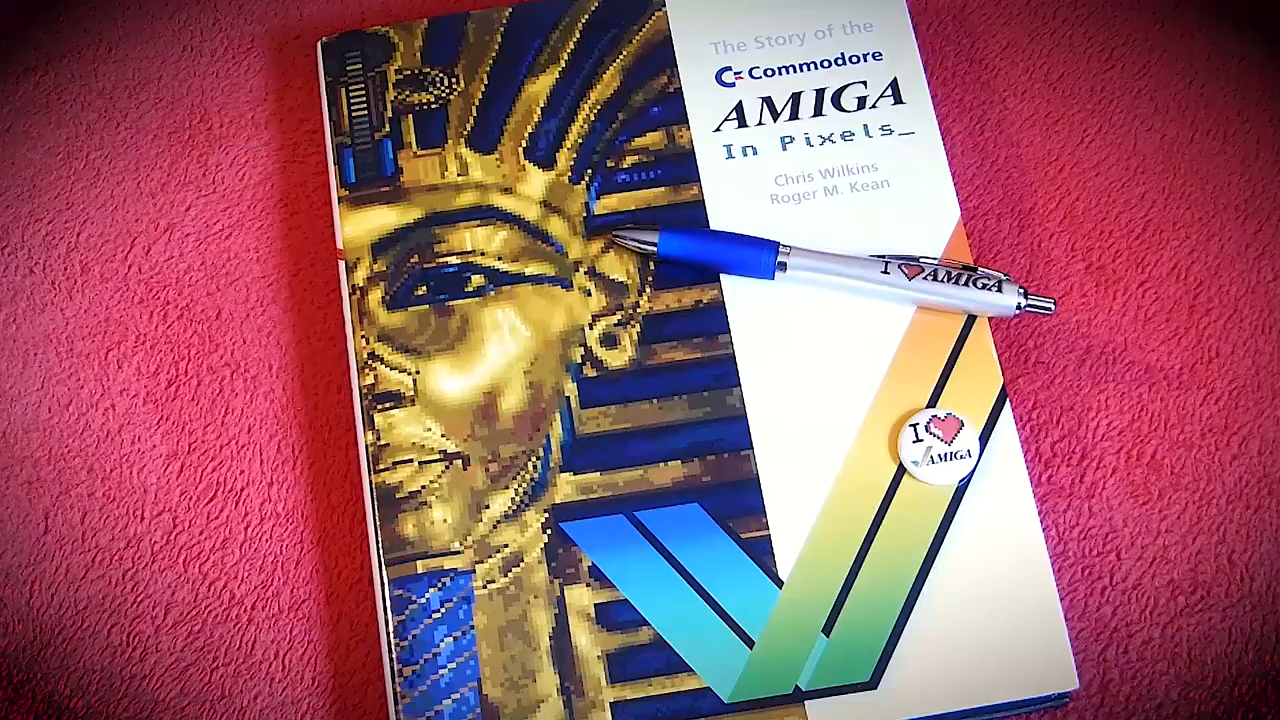 The Story of the
Commodore
AMIGA
In Pixels_
Chris Wilkins
Roger M. Kean
I ❤ AMIGA
I ❤
AMIGA